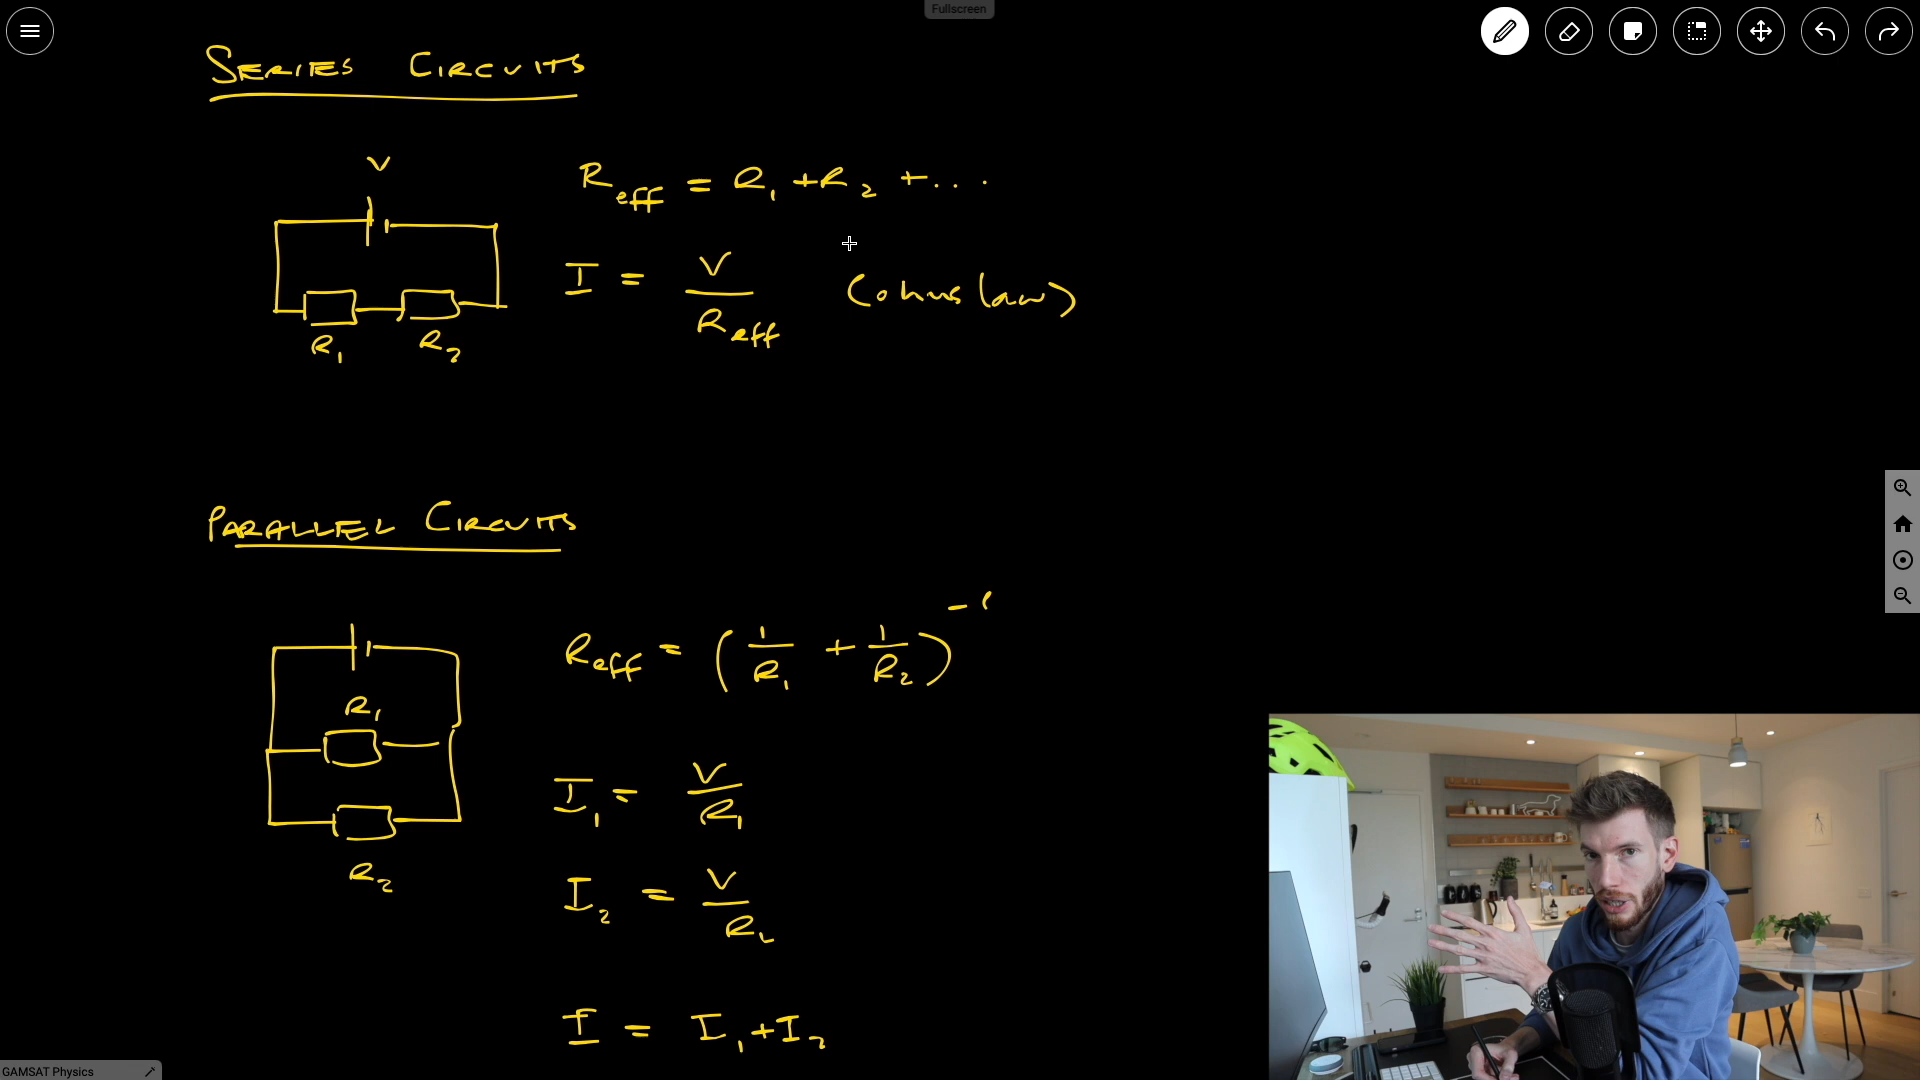 Fullscreen
SERIES CIRCUITS
V
R₁ R₂
Reff = R₁ + R₂ + ...
I = V / Reff (ohms law)
PARALLEL CIRCUITS
R₁
R₂
Reff = (1/R₁ + 1/R₂)⁻¹
I₁ = V/R₁
I₂ = V/R₂
I = I₁ + I₂
GAMSAT Physics